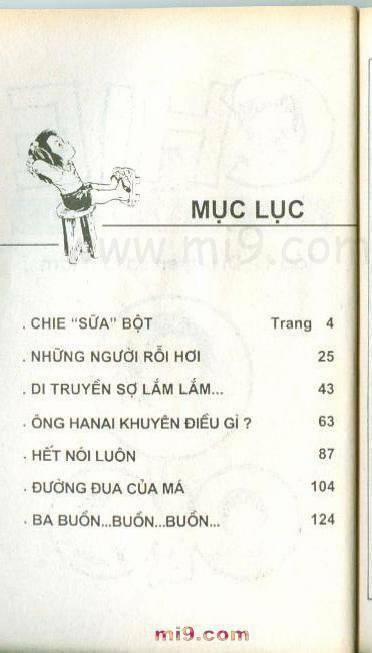 MỤC LỤC
www.mi9.com
. CHIE “SỮA” BỘT Trang 4
. NHỮNG NGƯỜI RỖI HƠI 25
. DI TRUYỀN SỢ LẮM LẮM... 43
. ÔNG HANAI KHUYÊN ĐIỀU GỈ ? 63
. HẾT NÓI LUÔN 87
. ĐƯỜNG ĐUA CỦA MÁ 104
. BA BUỒN...BUỒN...BUỒN... 124
mi9.com